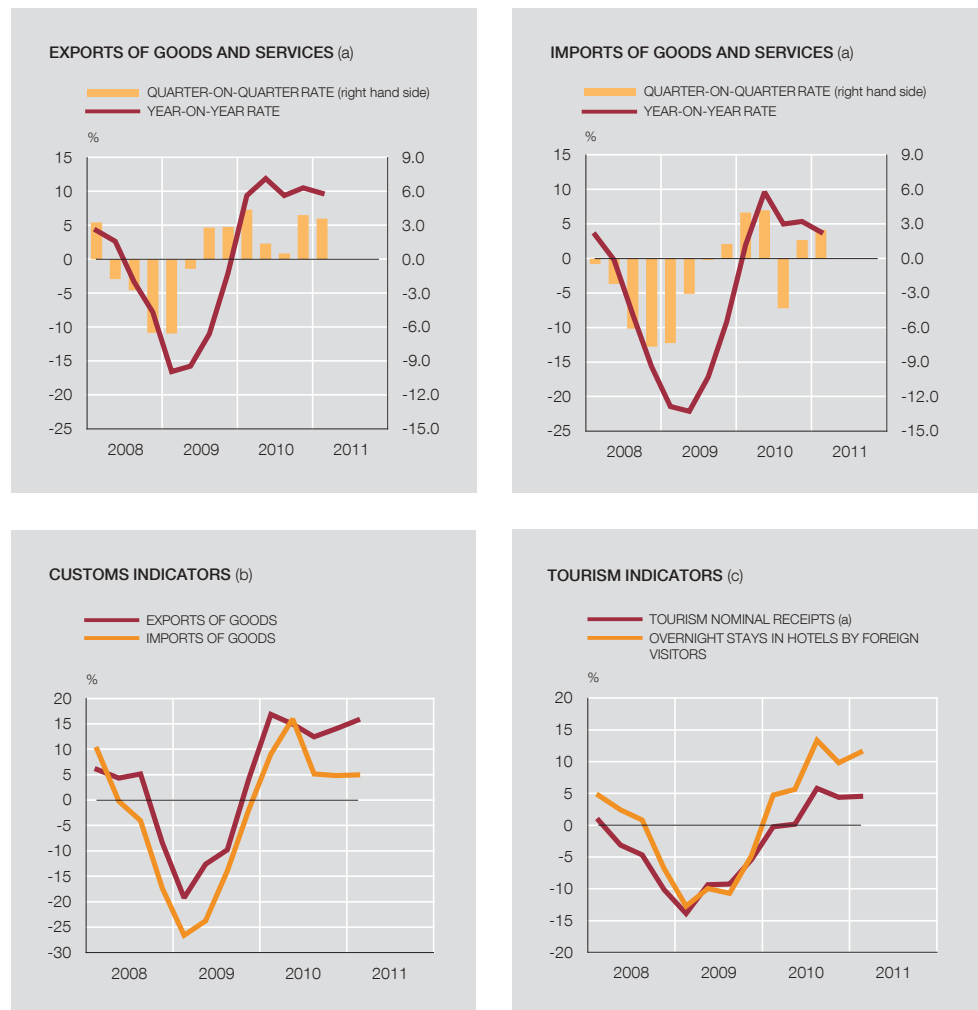 EXPORTS OF GOODS AND SERVICES (a)
QUARTER-ON-QUARTER RATE (right hand side)
YEAR-ON-YEAR RATE
%
15 9.0
10 6.0
5 3.0
0 0.0
-5 -3.0
-10 -6.0
-15 -9.0
-20 -12.0
-25 -15.0
2008 2009 2010 2011
IMPORTS OF GOODS AND SERVICES (a)
QUARTER-ON-QUARTER RATE (right hand side)
YEAR-ON-YEAR RATE
%
15 9.0
10 6.0
5 3.0
0 0.0
-5 -3.0
-10 -6.0
-15 -9.0
-20 -12.0
-25 -15.0
2008 2009 2010 2011
CUSTOMS INDICATORS (b)
EXPORTS OF GOODS
IMPORTS OF GOODS
%
20
15
10
5
0
-5
-10
-15
-20
-25
-30
2008 2009 2010 2011
TOURISM INDICATORS (c)
TOURISM NOMINAL RECEIPTS (a)
OVERNIGHT STAYS IN HOTELS BY FOREIGN
VISITORS
%
20
15
10
5
0
-5
-10
-15
-20
2008 2009 2010 2011